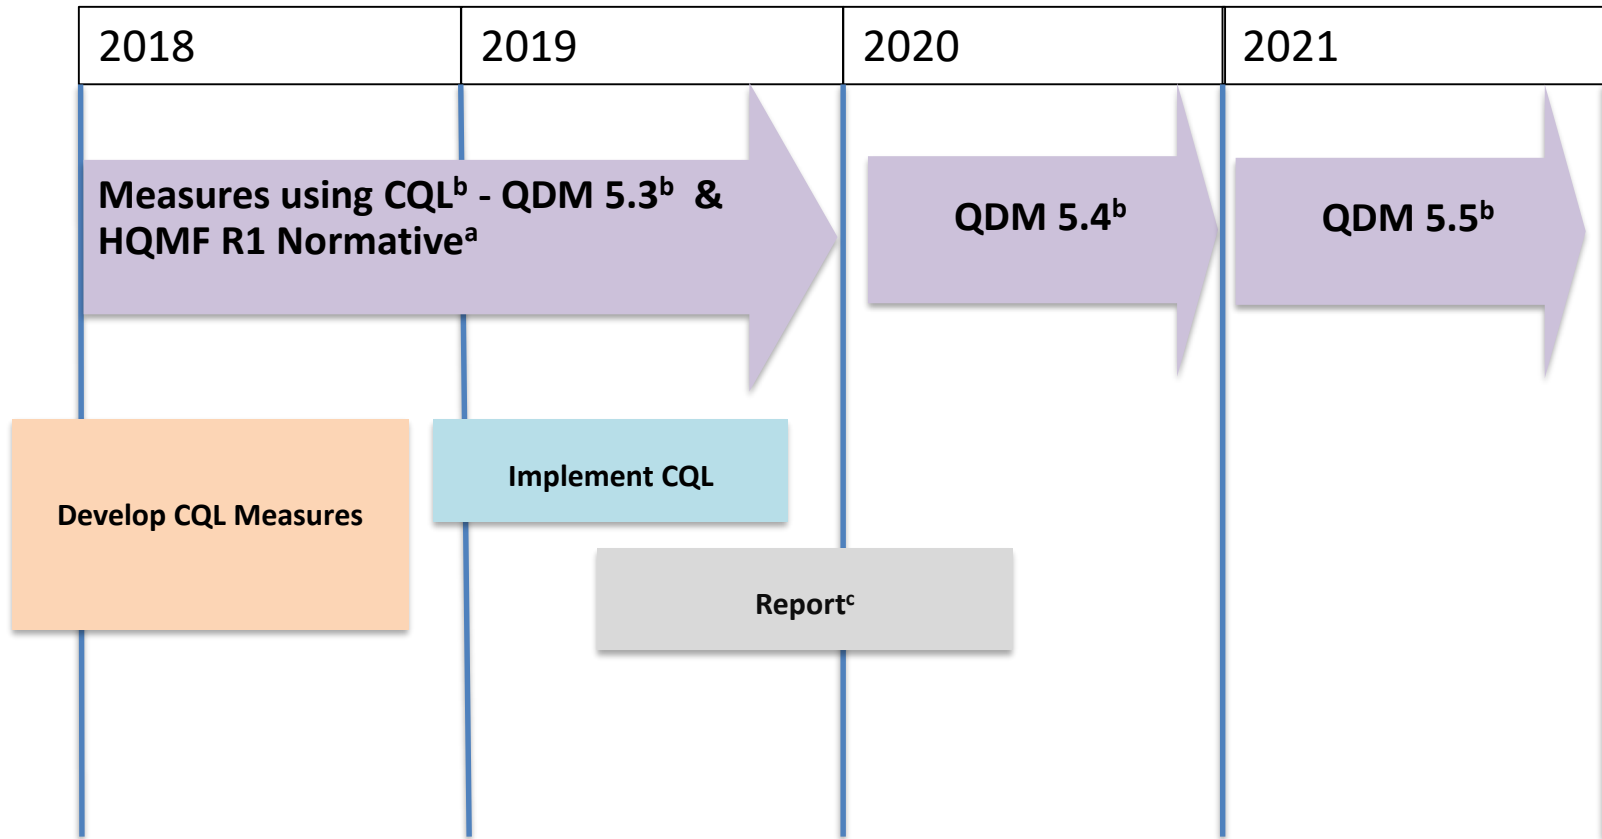 2018
2019
2020
2021
Measures using CQLᵇ - QDM 5.3ᵇ &
HQMF R1 Normativeᵃ
QDM 5.4ᵇ
QDM 5.5ᵇ
Develop CQL Measures
Implement CQL
Reportᶜ